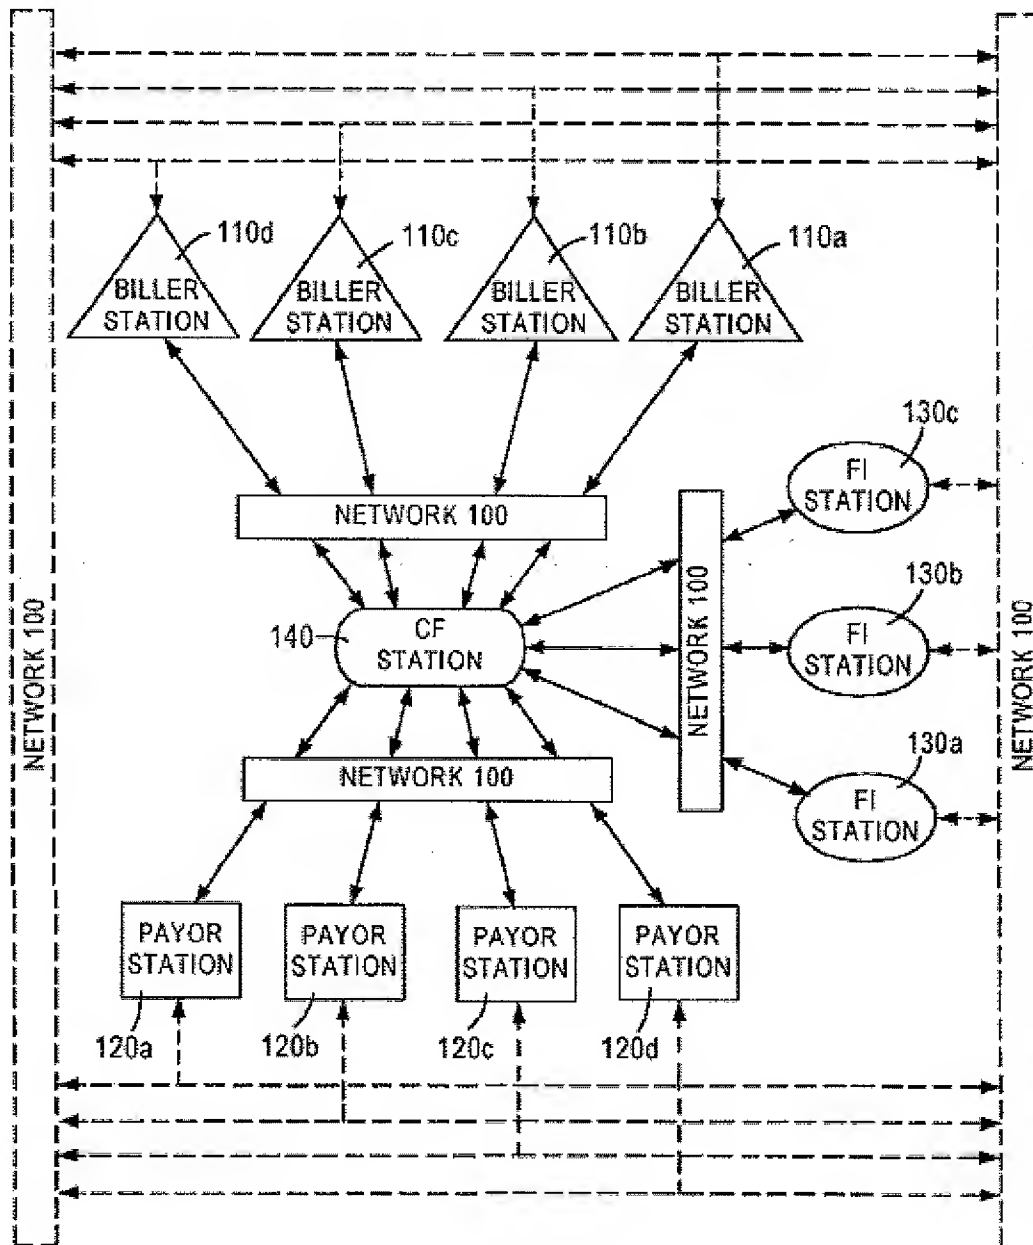 110d
110c
110b
110a
BILLER
STATION
BILLER
STATION
BILLER
STATION
BILLER
STATION
130c
FI
STATION
NETWORK 100
130b
FI
STATION
NETWORK 100
140
CF
STATION
NETWORK 100
NETWORK 100
NETWORK 100
130a
FI
STATION
PAYOR
STATION
PAYOR
STATION
PAYOR
STATION
PAYOR
STATION
120a
120b
120c
120d